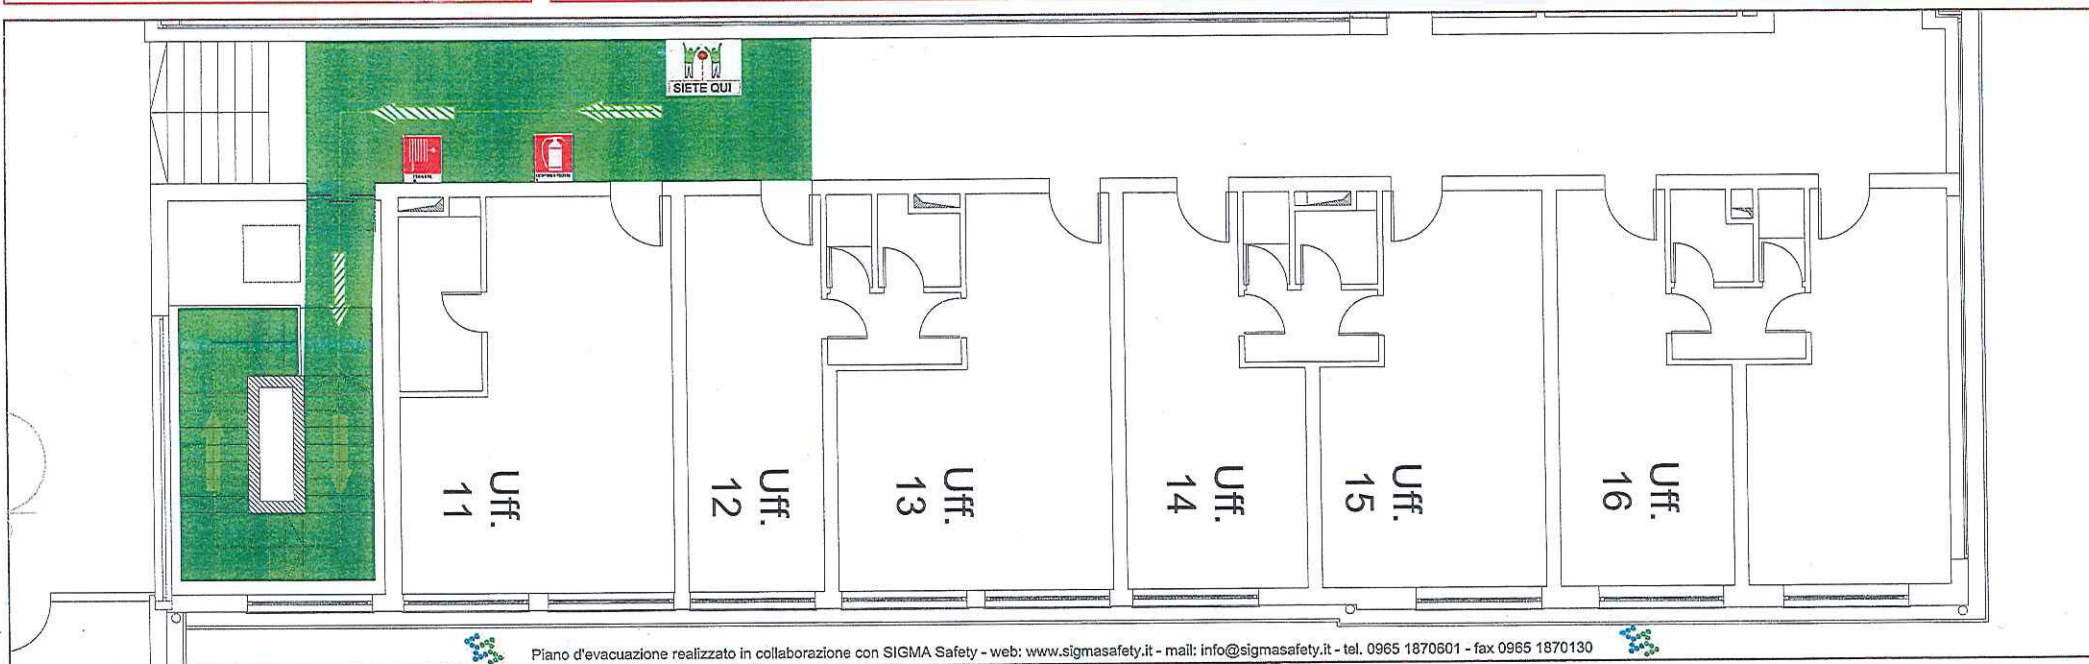 SIETE QUI
Uff.
11
Uff.
12
Uff.
13
Uff.
14
Uff.
15
Uff.
16
Piano d'evacuazione realizzato in collaborazione con SIGMA Safety - web: www.sigmasafety.it - mail: info@sigmasafety.it - tel. 0965 1870601 - fax 0965 1870130